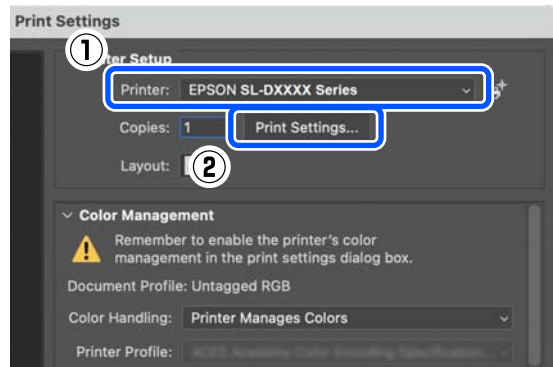 Print Settings
①
ter Setup
Printer: EPSON SL-DXXXX Series
Copies: 1 Print Settings...
Layout: ②
Color Management
Remember to enable the printer's color
management in the print settings dialog box.
Document Profile: Untagged RGB
Color Handling: Printer Manages Colors
Printer Profile: